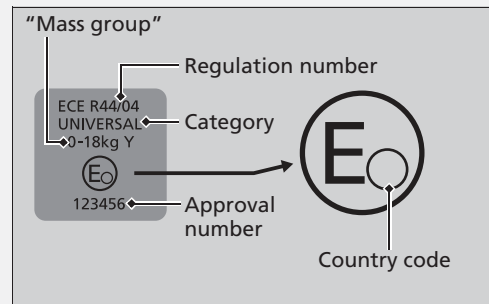 “Mass group”
Regulation number
ECE R44/04
UNIVERSAL
Category
0-18kg Y
E
E
123456
Approval
number
Country code